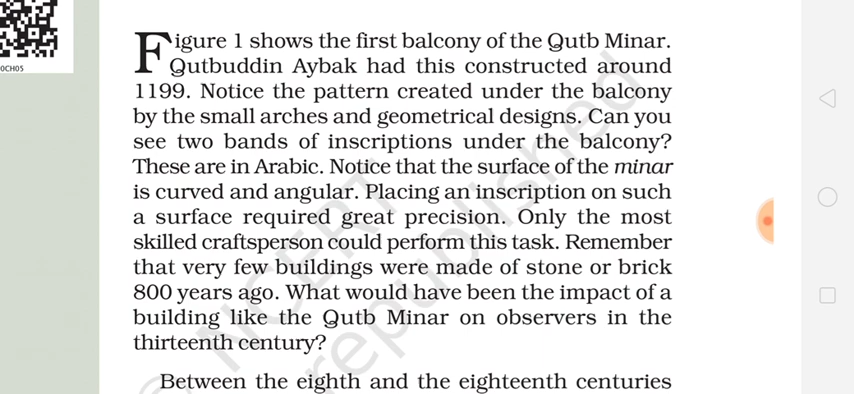 0CH05
Figure 1 shows the first balcony of the Qutb Minar.
Qutbuddin Aybak had this constructed around
1199. Notice the pattern created under the balcony
by the small arches and geometrical designs. Can you
see two bands of inscriptions under the balcony?
These are in Arabic. Notice that the surface of the minar
is curved and angular. Placing an inscription on such
a surface required great precision. Only the most
skilled craftsperson could perform this task. Remember
that very few buildings were made of stone or brick
800 years ago. What would have been the impact of a
building like the Qutb Minar on observers in the
thirteenth century?
Between the eighth and the eighteenth centuries
© NCERT
republished